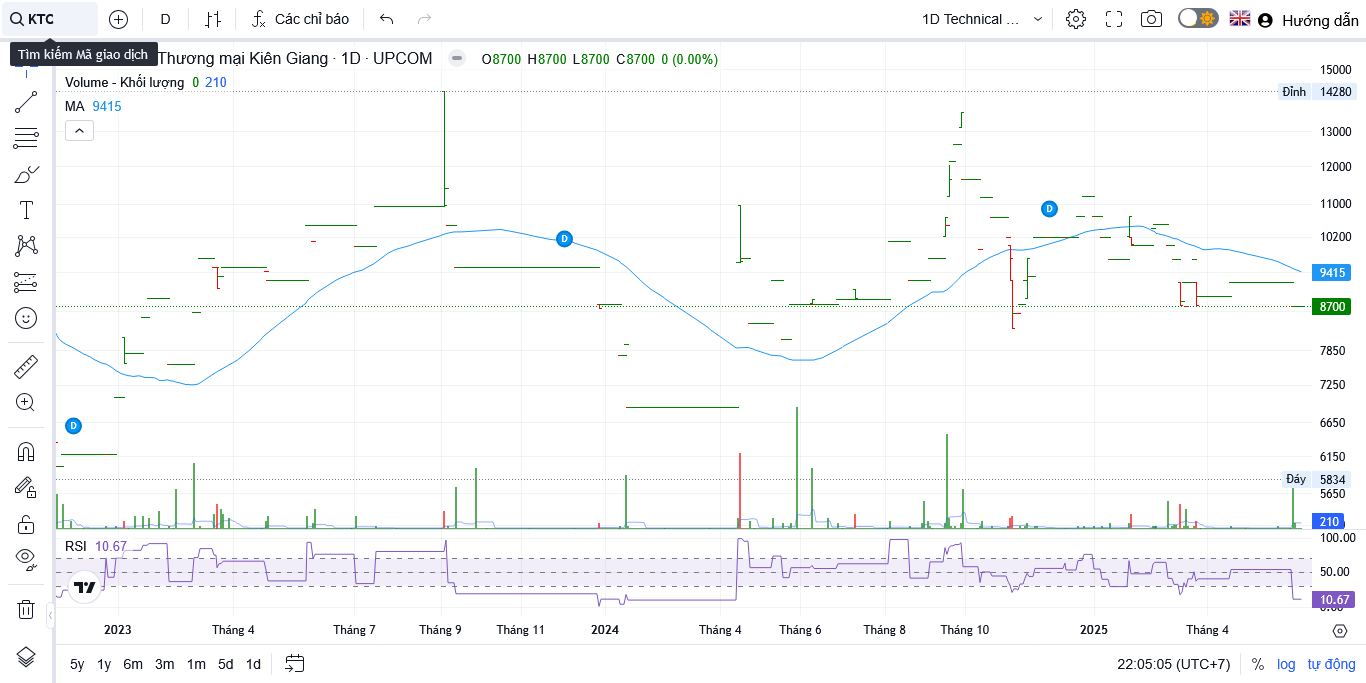 KTC
D
Các chỉ báo
1D Technical ...
Hướng dẫn
Tìm kiếm Mã giao dịch
Thương mại Kiên Giang · 1D · UPCOM
O8700 H8700 L8700 C8700 0 (0.00%)
Volume - Khối lượng 0 210
MA 9415
15000
Đỉnh 14280
13000
12000
11000
10200
9415
8700
7850
7250
6650
6150
Đáy 5834
5650
210
D
D
D
RSI 10.67
100.00
50.00
10.67
0.00
2023
Tháng 4
Tháng 7
Tháng 9
Tháng 11
2024
Tháng 4
Tháng 6
Tháng 8
Tháng 10
2025
Tháng 4
5y 1y 6m 3m 1m 5d 1d
22:05:05 (UTC+7)
% log tự động